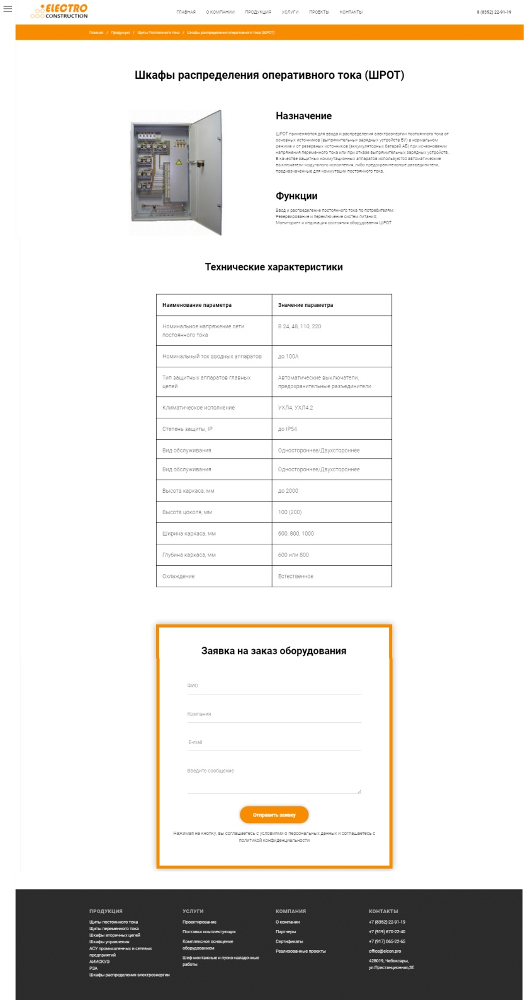 ELECTRO
CONSTRUCTION
ГЛАВНАЯ О КОМПАНИИ ПРОДУКЦИЯ УСЛУГИ ПРОЕКТЫ КОНТАКТЫ
8 (8352) 22-91-19
Главная / Продукция / Щиты Постоянного тока / Шкафы распределения оперативного тока (ШРОТ)
Шкафы распределения оперативного тока (ШРОТ)
Назначение
ШРОТ применяются для ввода и распределения электроэнергии постоянного тока от
основных источников (выпрямительных зарядных устройств ВУ) в нормальном
режиме и от резервных источников (аккумуляторных батарей АБ) при исчезновении
напряжения переменного тока или при отказе выпрямительных зарядных устройств.
В качестве защитных коммутационных аппаратов используются автоматические
выключатели модульного исполнения, либо предохранительные разъединители,
предназначенные для коммутации постоянного тока.
Функции
Ввод и распределение постоянного тока по потребителям;
Резервирование и переключение систем питания;
Мониторинг и индикация состояния оборудования ШРОТ.
Технические характеристики
Наименование параметра Значение параметра
Номинальное напряжение сети В 24, 48, 110, 220
постоянного тока
Номинальный ток вводных аппаратов до 100А
Тип защитных аппаратов главных Автоматические выключатели,
цепей предохранительные разъединители
Климатическое исполнение УХЛ4, УХЛ4.2
Степень защиты, IP до IP54
Вид обслуживания Одностороннее/Двухстороннее
Вид обслуживания Одностороннее/Двухстороннее
Высота каркаса, мм до 2000
Высота цоколя, мм 100 (200)
Ширина каркаса, мм 600, 800, 1000
Глубина каркаса, мм 600 или 800
Охлаждение Естественное
Заявка на заказ оборудования
ФИО
Компания
E-mail
Введите сообщение
Отправить заявку
Нажимая на кнопку, вы соглашаетесь с условиями о персональных данных и соглашаетесь с
политикой конфиденциальности
ПРОДУКЦИЯ
Щиты постоянного тока
Щиты переменного тока
Шкафы вторичных цепей
Шкафы управления
АСУ промышленных и сетевых
предприятий
АИИСКУЭ
РЗА
Шкафы распределения электроэнергии
УСЛУГИ
Проектирование
Поставка комплектующих
Комплексное оснащение
оборудованием
Шеф-монтажные и пуско-наладочные
работы
КОМПАНИЯ
О компании
Партнеры
Сертификаты
Реализованные проекты
КОНТАКТЫ
+7 (8352) 22-91-19
+7 (919) 670-22-40
+7 (917) 065-22-65
office@elcon.pro
428019, Чебоксары,
ул.Пристанционная,3Е